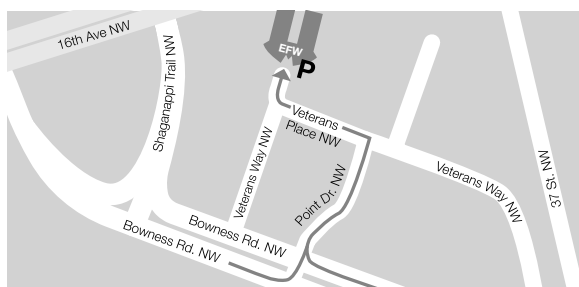 16th Ave NW
EFW
P
Shaganappi Trail NW
Veterans
Place NW
Veterans Way NW
Point Dr. NW
Veterans Way NW
37 St. NW
Bowness Rd. NW
Bowness Rd. NW